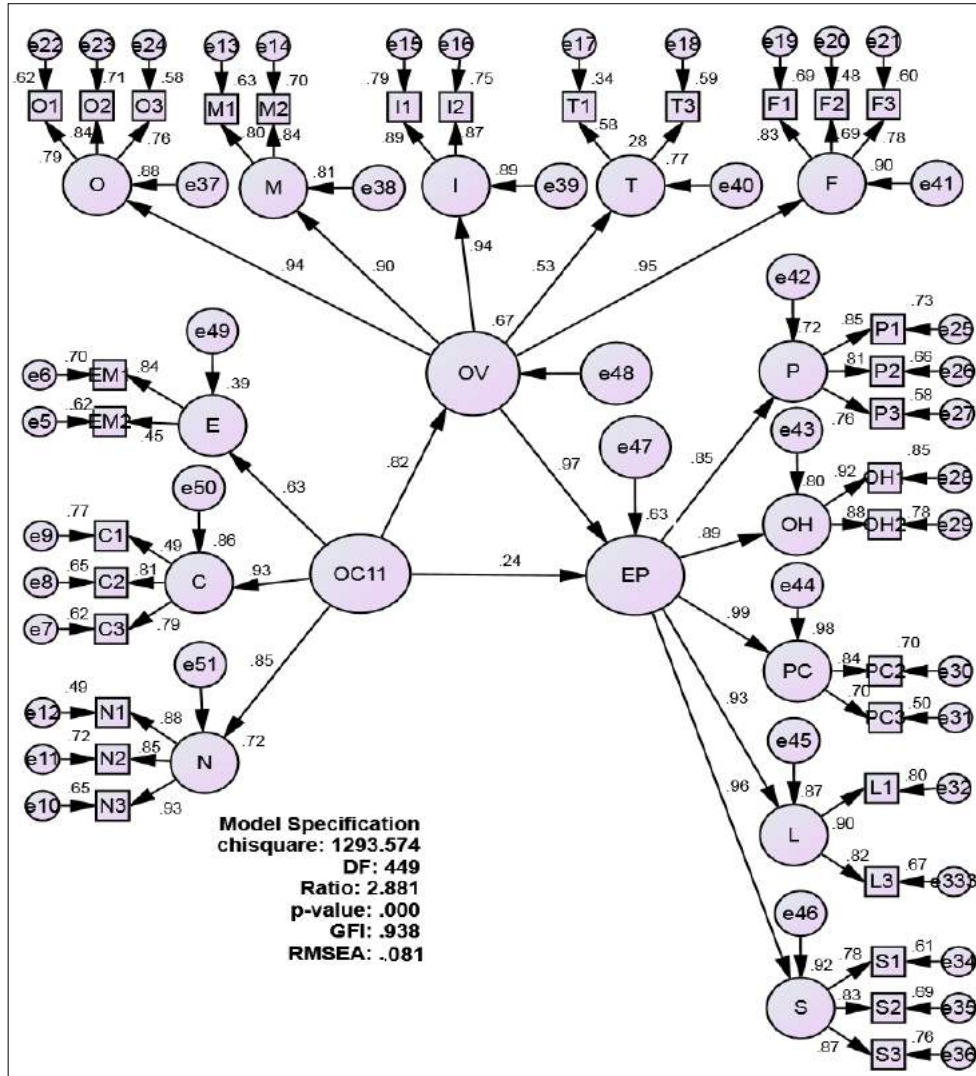 e22 e23 e24 e13 e14 e15 e16 e17 e18 e19 e20 e21
.62 .71 .58 .63 .70 .79 .75 .34 .59 .69 .48 .60
O1 O2 O3 M1 M2 I1 I2 T1 T3 F1 F2 F3
.79 .84 .76 .80 .84 .89 .87 .58 .28 .77 .83 .69 .78
O .88 e37 M .81 e38 I .89 e39 T e40 F .90 e41
.94 .90 .94 .53 .95
.67
OV e48
e42
.72
P
.85 P1 .73 e25
.81 P2 .66 e26
.76 P3 .58 e27
e49
.39
E
e6 .70 EM1 .84
e5 .62 EM2 .45
.63
.82
.97
e47
.63
EP
.85
e43
.80
OH
.89
.92 OH1 .85 e28
.88 OH2 .78 e29
e50
.86
C
e9 .77 C1 .49
e8 .65 C2 .81
e7 .62 C3 .79
.93
OC11
.24
e44
.98
PC
.99
.84 PC2 .70 e30
.70 PC3 .50 e31
e51
.72
N
.85
e12 .49 N1 .88
e11 .72 N2 .85
e10 .65 N3 .93
.93
e45
.87
L
.90 L1 .80 e32
.82 L3 .67 e333
.96
e46
.92
S
.78 S1 .61 e34
.83 S2 .69 e35
.87 S3 .76 e36
Model Specification
chisquare: 1293.574
DF: 449
Ratio: 2.881
p-value: .000
GFI: .938
RMSEA: .081